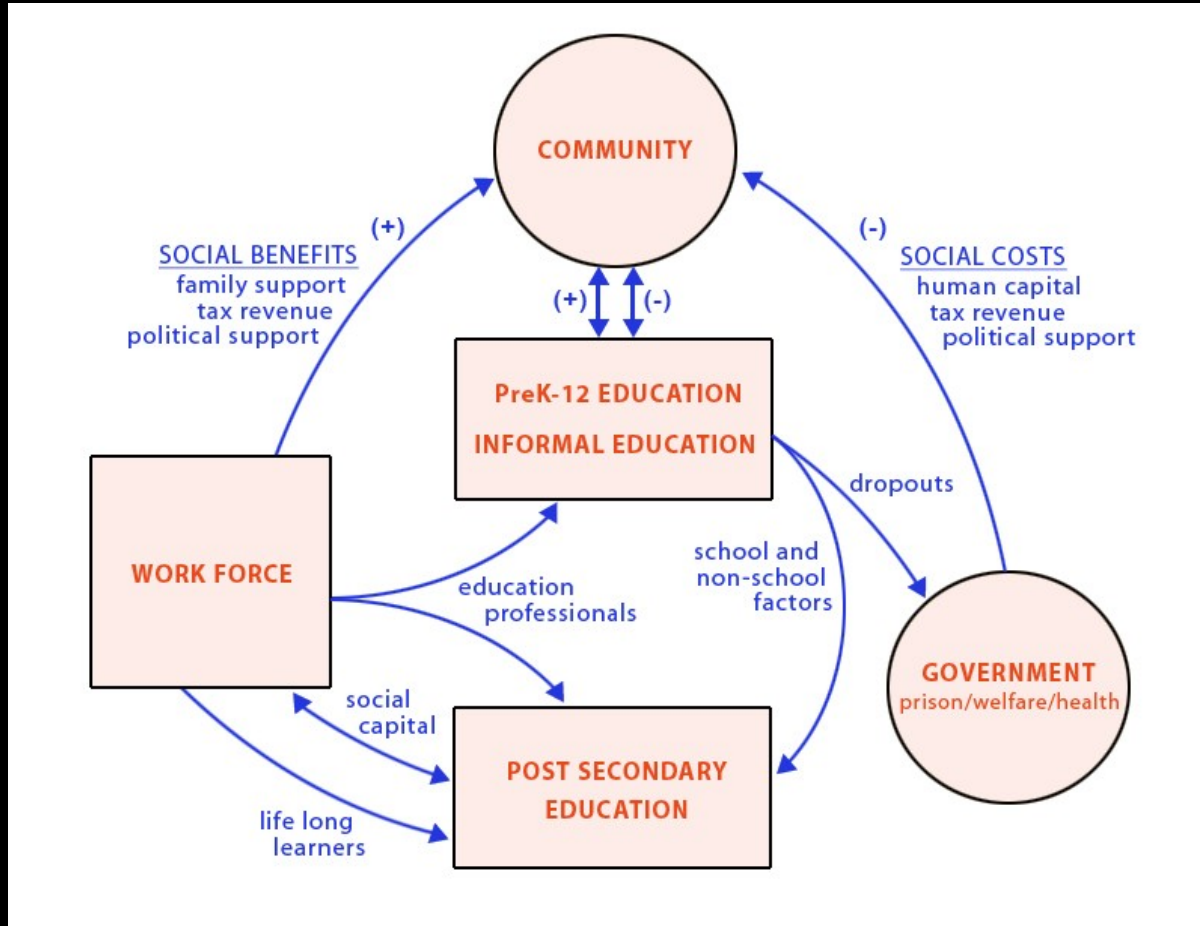 COMMUNITY
(+)
SOCIAL BENEFITS
family support
tax revenue
political support
(-)
SOCIAL COSTS
human capital
tax revenue
political support
(+)
(-)
PreK-12 EDUCATION
INFORMAL EDUCATION
dropouts
WORK FORCE
education
professionals
school and
non-school
factors
GOVERNMENT
prison/welfare/health
social
capital
POST SECONDARY
EDUCATION
life long
learners